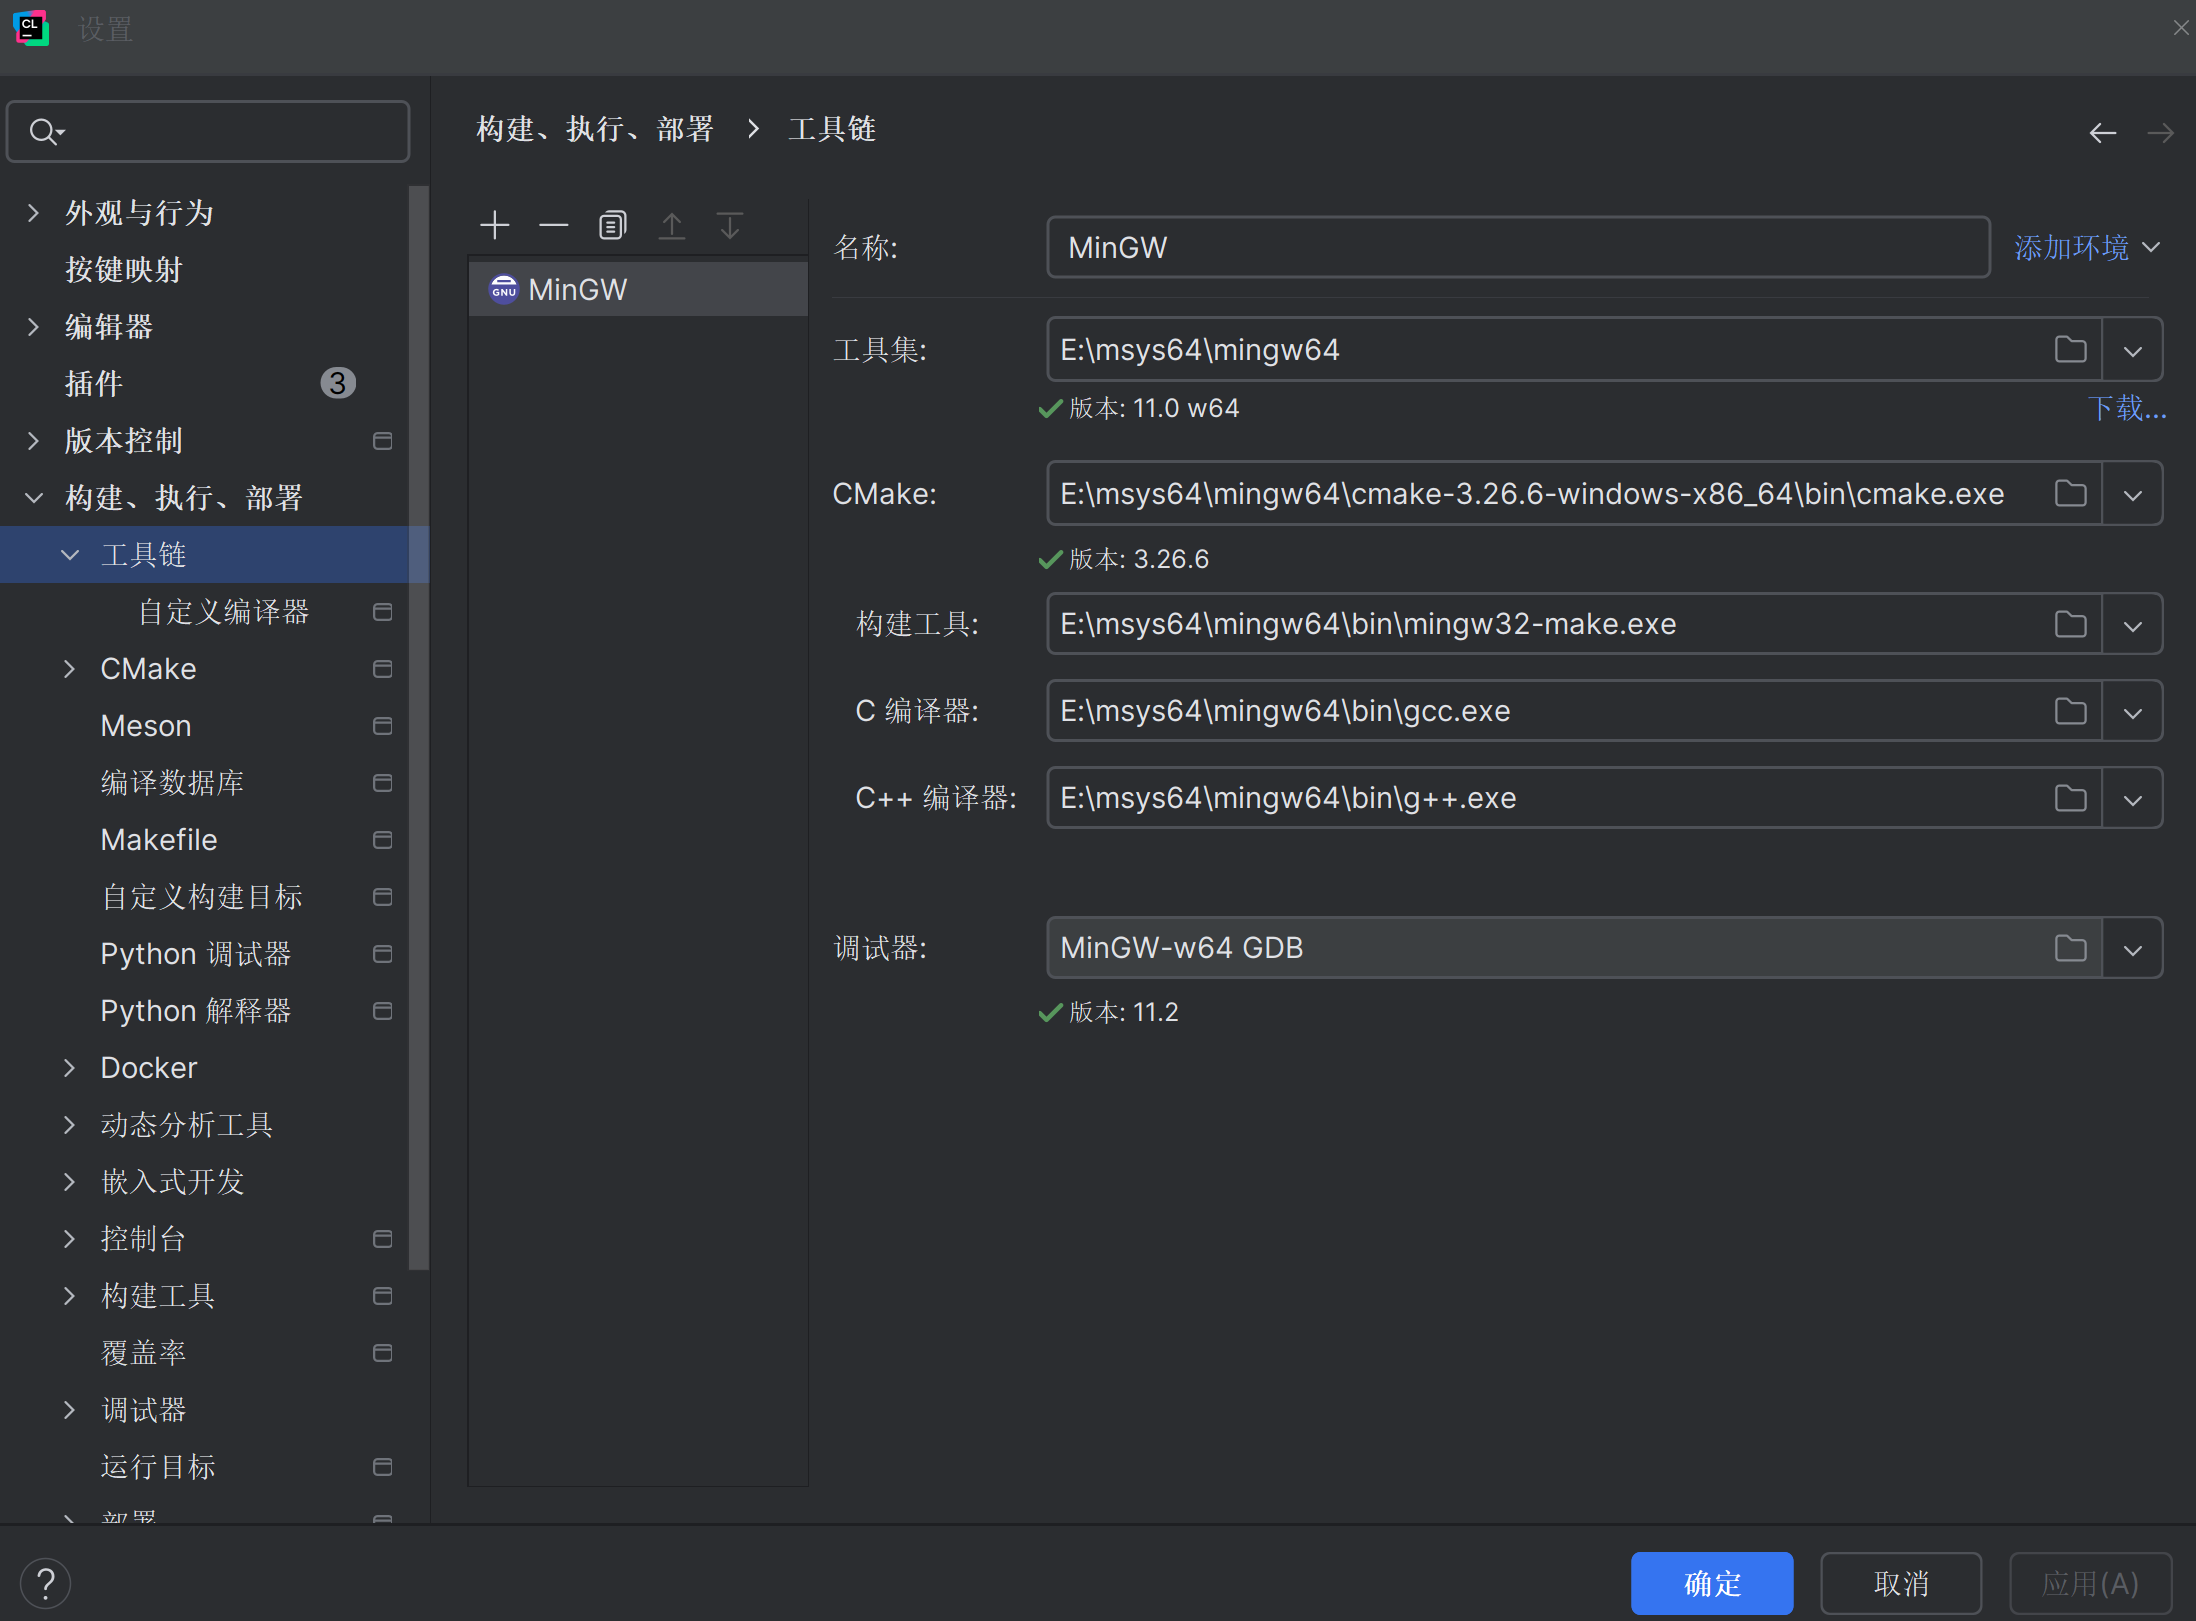 设置
外观与行为
按键映射
编辑器
插件 3
版本控制
构建、执行、部署
工具链
自定义编译器
CMake
Meson
编译数据库
Makefile
自定义构建目标
Python 调试器
Python 解释器
Docker
动态分析工具
嵌入式开发
控制台
构建工具
覆盖率
调试器
运行目标
部署
构建、执行、部署 › 工具链
GNU MinGW
名称: MinGW 添加环境
工具集: E:\msys64\mingw64
版本: 11.0 w64 下载...
CMake: E:\msys64\mingw64\cmake-3.26.6-windows-x86_64\bin\cmake.exe
版本: 3.26.6
构建工具: E:\msys64\mingw64\bin\mingw32-make.exe
C 编译器: E:\msys64\mingw64\bin\gcc.exe
C++ 编译器: E:\msys64\mingw64\bin\g++.exe
调试器: MinGW-w64 GDB
版本: 11.2
? 确定 取消 应用(A)